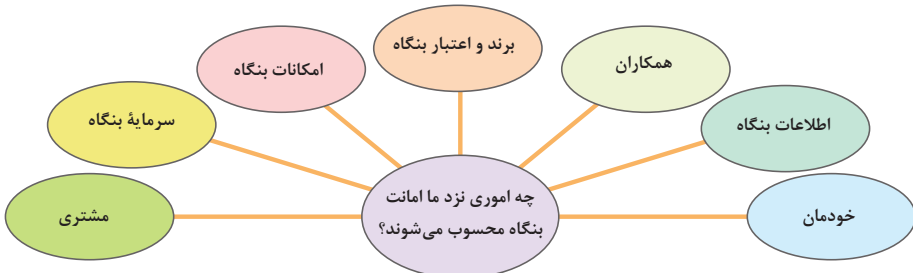 برند و اعتبار بنگاه
همکاران
امکانات بنگاه
اطلاعات بنگاه
سرمایهٔ بنگاه
خودمان
چه اموری نزد ما امانت
بنگاه محسوب می‌شوند؟
مشتری